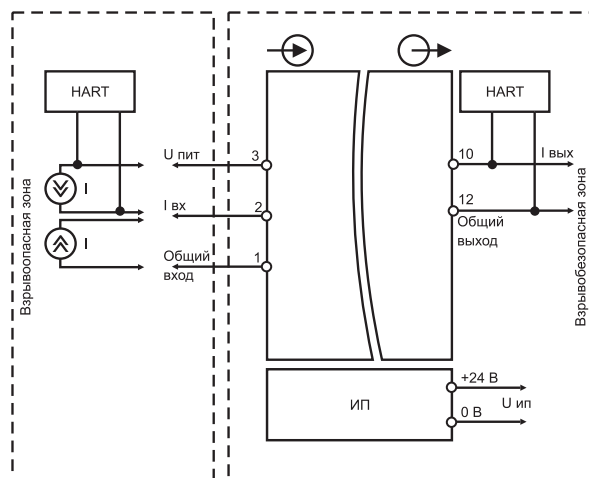 HART
HART
U пит
3
10
I вых
I
I вх
2
12
Общий
выход
I
Общий
вход
1
Взрывоопасная зона
Взрывобезопасная зона
ИП
+24 В
U ип
0 В